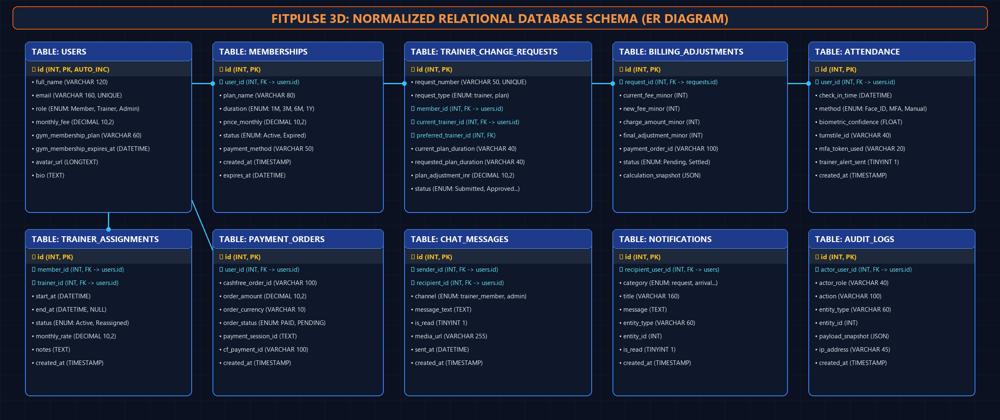 FITPULSE 3D: NORMALIZED RELATIONAL DATABASE SCHEMA (ER DIAGRAM)
TABLE: USERS
id (INT, PK, AUTO_INC)
• full_name (VARCHAR 120)
• email (VARCHAR 160, UNIQUE)
• role (ENUM: Member, Trainer, Admin)
• monthly_fee (DECIMAL 10,2)
• gym_membership_plan (VARCHAR 60)
• gym_membership_expires_at (DATETIME)
• avatar_url (LONGTEXT)
• bio (TEXT)
TABLE: MEMBERSHIPS
id (INT, PK)
user_id (INT, FK -> users.id)
• plan_name (VARCHAR 80)
• duration (ENUM: 1M, 3M, 6M, 1Y)
• price_monthly (DECIMAL 10,2)
• status (ENUM: Active, Expired)
• payment_method (VARCHAR 50)
• created_at (TIMESTAMP)
• expires_at (DATETIME)
TABLE: TRAINER_CHANGE_REQUESTS
id (INT, PK)
• request_number (VARCHAR 50, UNIQUE)
• request_type (ENUM: trainer, plan)
member_id (INT, FK -> users.id)
current_trainer_id (INT, FK -> users.id)
preferred_trainer_id (INT, FK)
• current_plan_duration (VARCHAR 40)
• requested_plan_duration (VARCHAR 40)
• plan_adjustment_inr (DECIMAL 10,2)
• status (ENUM: Submitted, Approved...)
TABLE: BILLING_ADJUSTMENTS
id (INT, PK)
request_id (INT, FK -> requests.id)
• current_fee_minor (INT)
• new_fee_minor (INT)
• charge_amount_minor (INT)
• final_adjustment_minor (INT)
• payment_order_id (VARCHAR 100)
• status (ENUM: Pending, Settled)
• calculation_snapshot (JSON)
TABLE: ATTENDANCE
id (INT, PK)
user_id (INT, FK -> users.id)
• check_in_time (DATETIME)
• method (ENUM: Face_ID, MFA, Manual)
• biometric_confidence (FLOAT)
• turnstile_id (VARCHAR 40)
• mfa_token_used (VARCHAR 20)
• trainer_alert_sent (TINYINT 1)
• created_at (TIMESTAMP)
TABLE: TRAINER_ASSIGNMENTS
id (INT, PK)
member_id (INT, FK -> users.id)
trainer_id (INT, FK -> users.id)
• start_at (DATETIME)
• end_at (DATETIME, NULL)
• status (ENUM: Active, Reassigned)
• monthly_rate (DECIMAL 10,2)
• notes (TEXT)
• created_at (TIMESTAMP)
TABLE: PAYMENT_ORDERS
id (INT, PK)
user_id (INT, FK -> users.id)
• cashfree_order_id (VARCHAR 100)
• order_amount (DECIMAL 10,2)
• order_currency (VARCHAR 10)
• order_status (ENUM: PAID, PENDING)
• payment_session_id (TEXT)
• cf_payment_id (VARCHAR 100)
• created_at (TIMESTAMP)
TABLE: CHAT_MESSAGES
id (INT, PK)
sender_id (INT, FK -> users.id)
recipient_id (INT, FK -> users.id)
• channel (ENUM: trainer_member, admin)
• message_text (TEXT)
• is_read (TINYINT 1)
• media_url (VARCHAR 255)
• sent_at (DATETIME)
• created_at (TIMESTAMP)
TABLE: NOTIFICATIONS
id (INT, PK)
recipient_user_id (INT, FK -> users)
• category (ENUM: request, arrival...)
• title (VARCHAR 160)
• message (TEXT)
• entity_type (VARCHAR 60)
• entity_id (INT)
• is_read (TINYINT 1)
• created_at (TIMESTAMP)
TABLE: AUDIT_LOGS
id (INT, PK)
actor_user_id (INT, FK -> users.id)
• actor_role (VARCHAR 40)
• action (VARCHAR 100)
• entity_type (VARCHAR 60)
• entity_id (INT)
• payload_snapshot (JSON)
• ip_address (VARCHAR 45)
• created_at (TIMESTAMP)